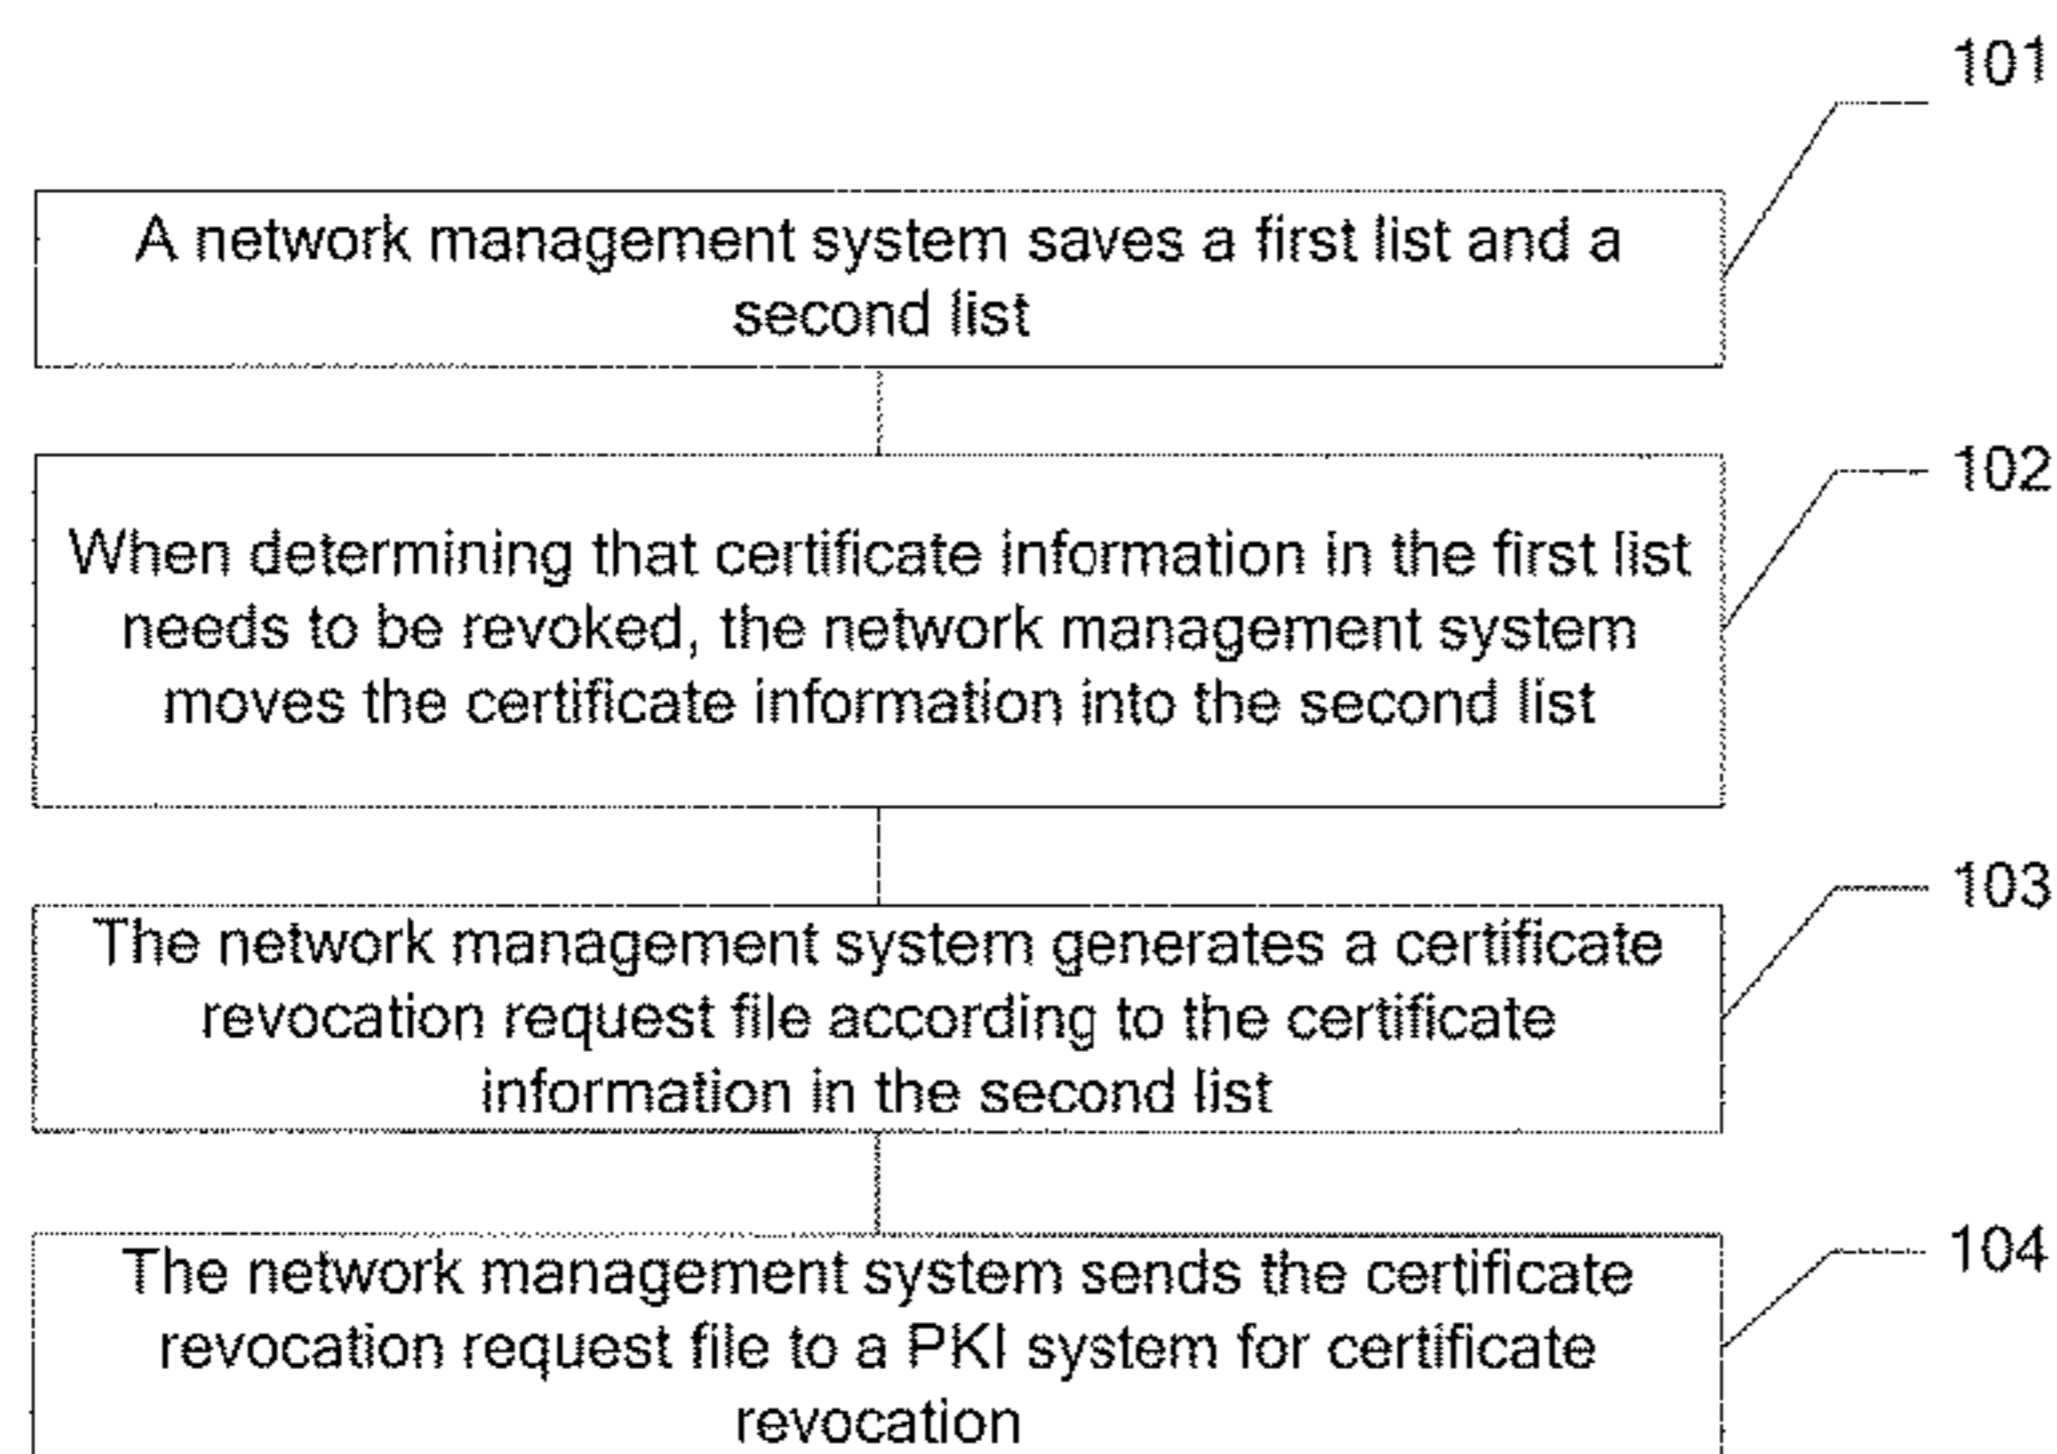 101
A network management system saves a first list and a
second list
102
When determining that certificate information in the first list
needs to be revoked, the network management system
moves the certificate information into the second list
103
The network management system generates a certificate
revocation request file according to the certificate
information in the second list
104
The network management system sends the certificate
revocation request file to a PKI system for certificate
revocation